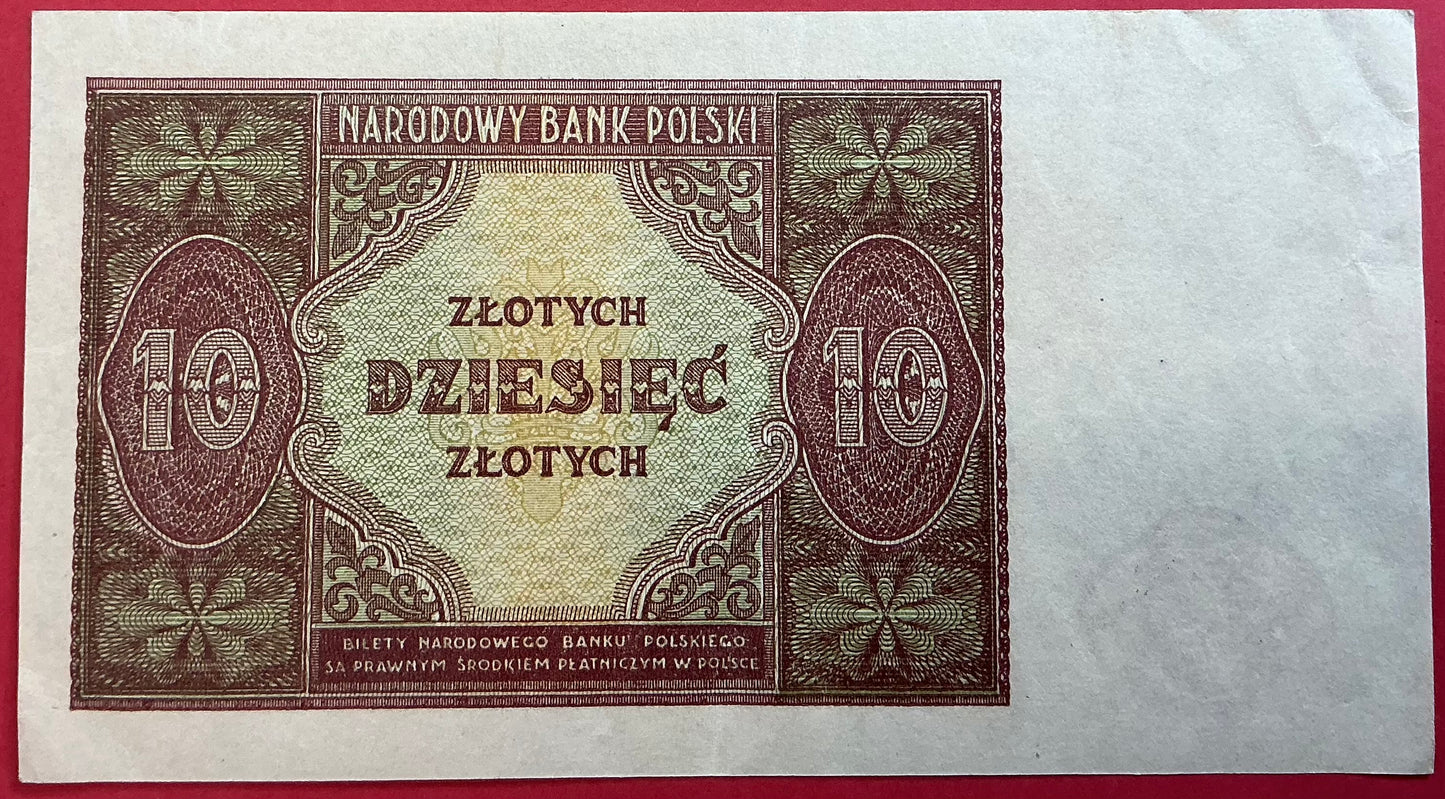 NARODOWY BANK POLSKI
ZŁOTYCH
10 DZIESIĘĆ 10
ZŁOTYCH
BILETY NARODOWEGO BANKU POLSKIEGO
SĄ PRAWNYM ŚRODKIEM PŁATNICZYM W POLSCE